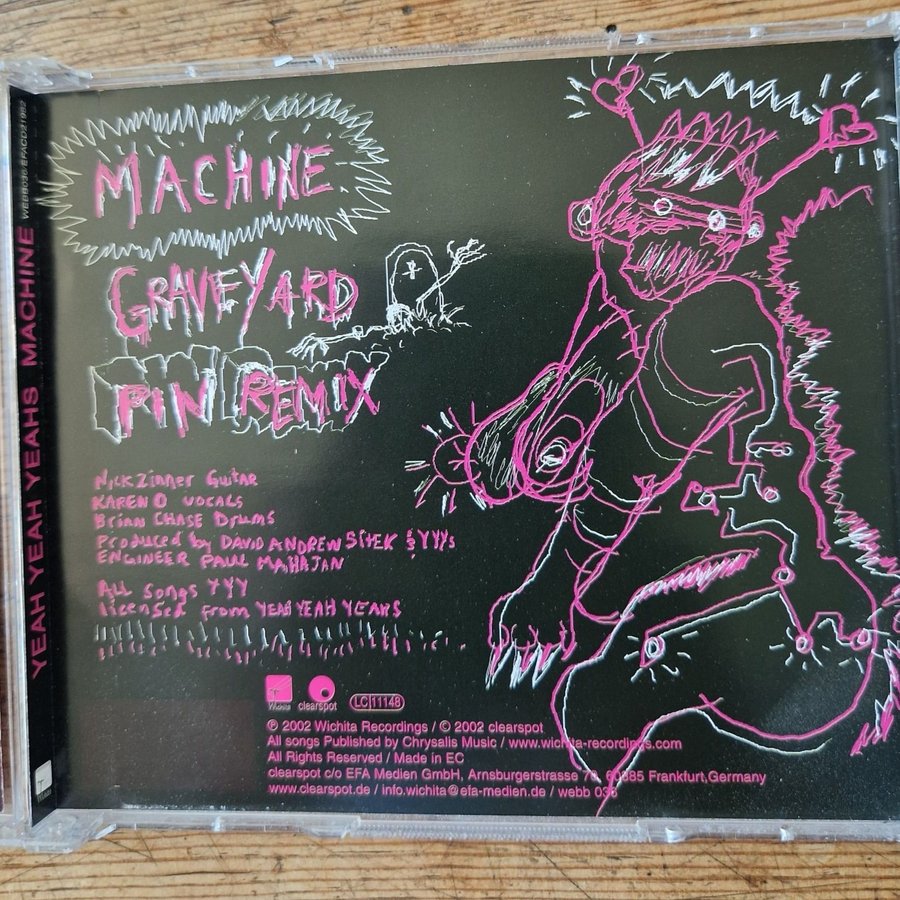 YEAH YEAH YEAHS MACHINE WEBB036/EFACD21982
MACHINE
GRAVEYARD
PIN REMIX
NICK ZINNER GUITAR
KAREN O VOCALS
BRIAN CHASE DRUMS
PRODUCED by DAVID ANDREW SITEK & YYYs
ENGINEER PAUL MAHAJAN
ALL SONGS YYY
Licensed from YEAH YEAH YEAHS
Wichita clearspot LC 11148
℗ 2002 Wichita Recordings / © 2002 clearspot
All songs Published by Chrysalis Music / www.wichita-recordings.com
All Rights Reserved / Made in EC
clearspot c/o EFA Medien GmbH, Arnsburgerstrasse 70, 60385 Frankfurt,Germany
www.clearspot.de / info.wichita@efa-medien.de / webb 036